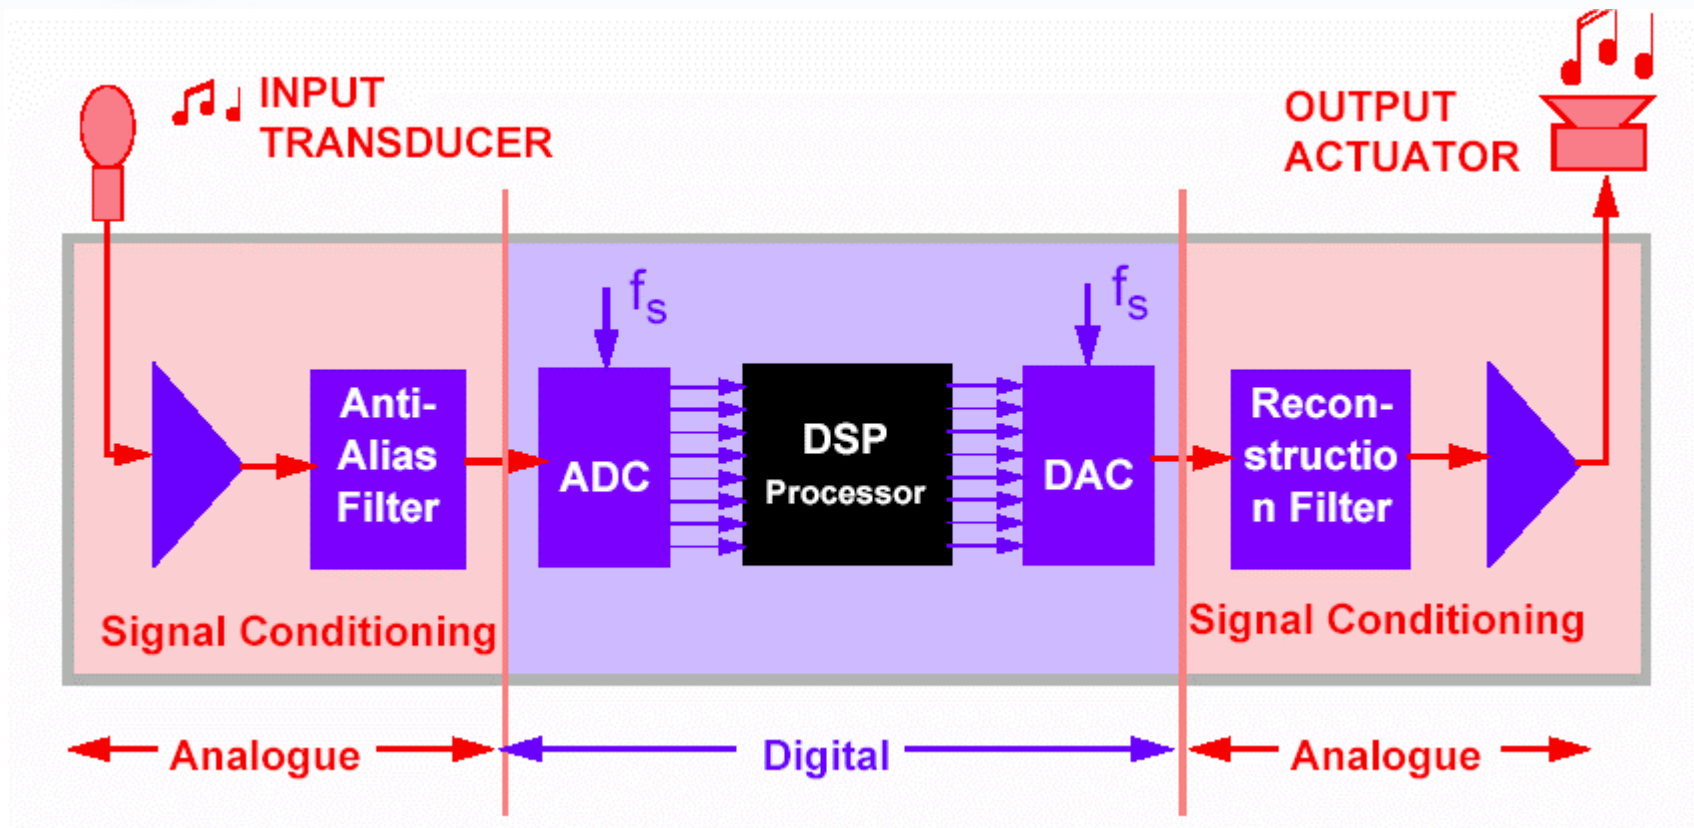 INPUT
TRANSDUCER
OUTPUT
ACTUATOR
fs
fs
Anti-
Alias
Filter
ADC
DSP
Processor
DAC
Recon-
structio
n Filter
Signal Conditioning
Signal Conditioning
Analogue
Digital
Analogue